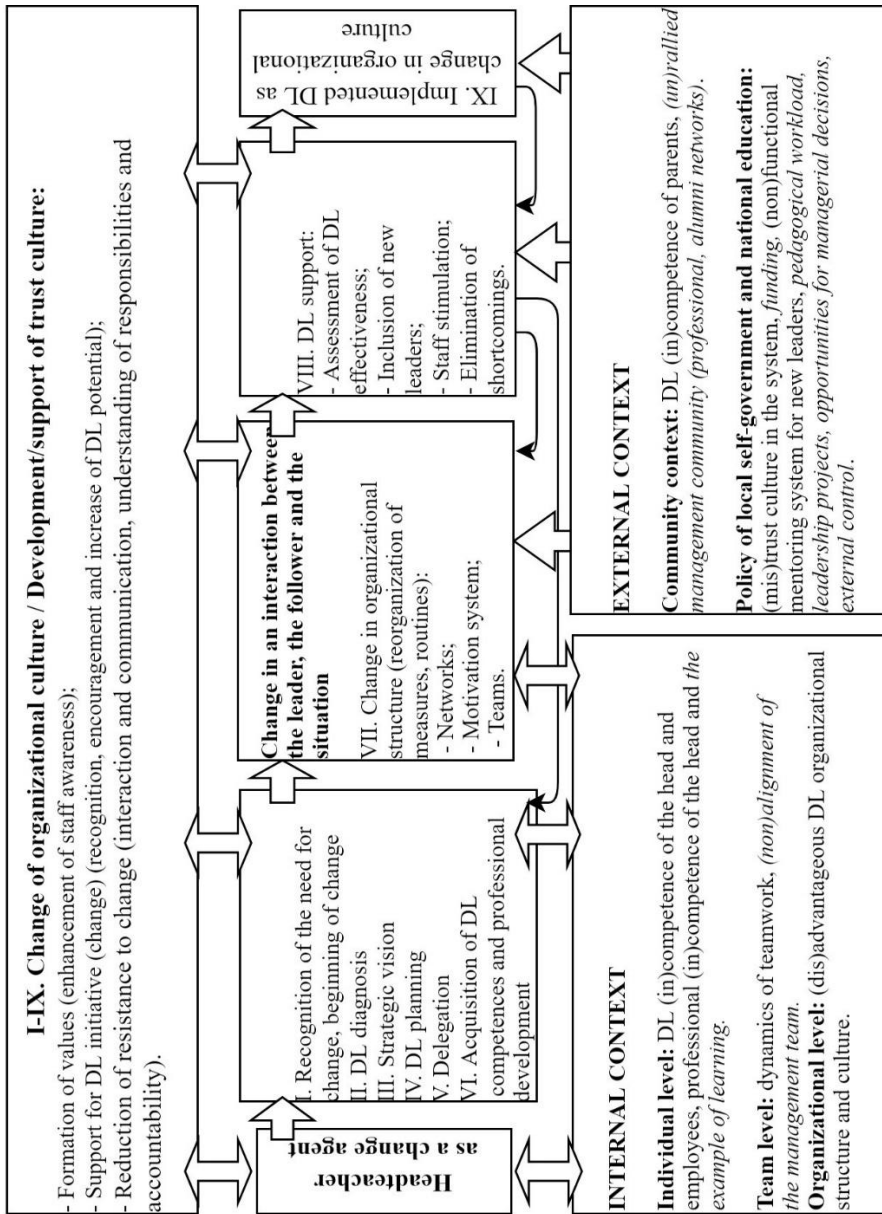 I-IX. Change of organizational culture / Development/support of trust culture:
- Formation of values (enhancement of staff awareness);
- Support for DL initiative (change) (recognition, encouragement and increase of DL potential);
- Reduction of resistance to change (interaction and communication, understanding of responsibilities and
accountability).
Headteacher
as a change agent
I. Recognition of the need for
change, beginning of change
II. DL diagnosis
III. Strategic vision
IV. DL planning
V. Delegation
VI. Acquisition of DL
competences and professional
development
Change in an interaction between
the leader, the follower and the
situation
VII. Change in organizational
structure (reorganization of
measures, routines):
- Networks;
- Motivation system;
- Teams.
VIII. DL support:
- Assessment of DL
effectiveness;
- Inclusion of new
leaders;
- Staff stimulation;
- Elimination of
shortcomings.
IX. Implemented DL as
change in organizational
culture
INTERNAL CONTEXT
Individual level: DL (in)competence of the head and
employees, professional (in)competence of the head and the
example of learning.
Team level: dynamics of teamwork, (non)alignment of
the management team.
Organizational level: (dis)advantageous DL organizational
structure and culture.
EXTERNAL CONTEXT
Community context: DL (in)competence of parents, (un)rallied
management community (professional, alumni networks).
Policy of local self-government and national education:
(mis)trust culture in the system, funding, (non)functional
mentoring system for new leaders, pedagogical workload,
leadership projects, opportunities for managerial decisions,
external control.